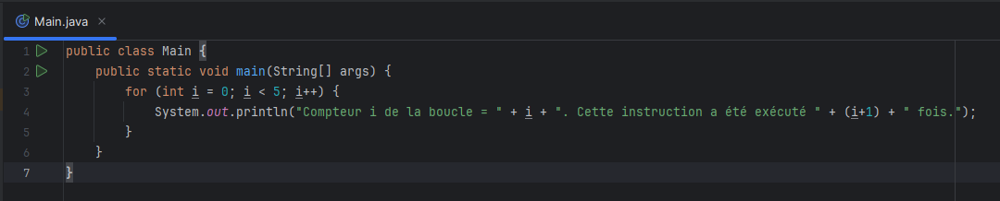 Main.java
1 public class Main {
2 public static void main(String[] args) {
3 for (int i = 0; i < 5; i++) {
4 System.out.println("Compteur i de la boucle = " + i + ". Cette instruction a été exécuté " + (i+1) + " fois.");
5 }
6 }
7 }